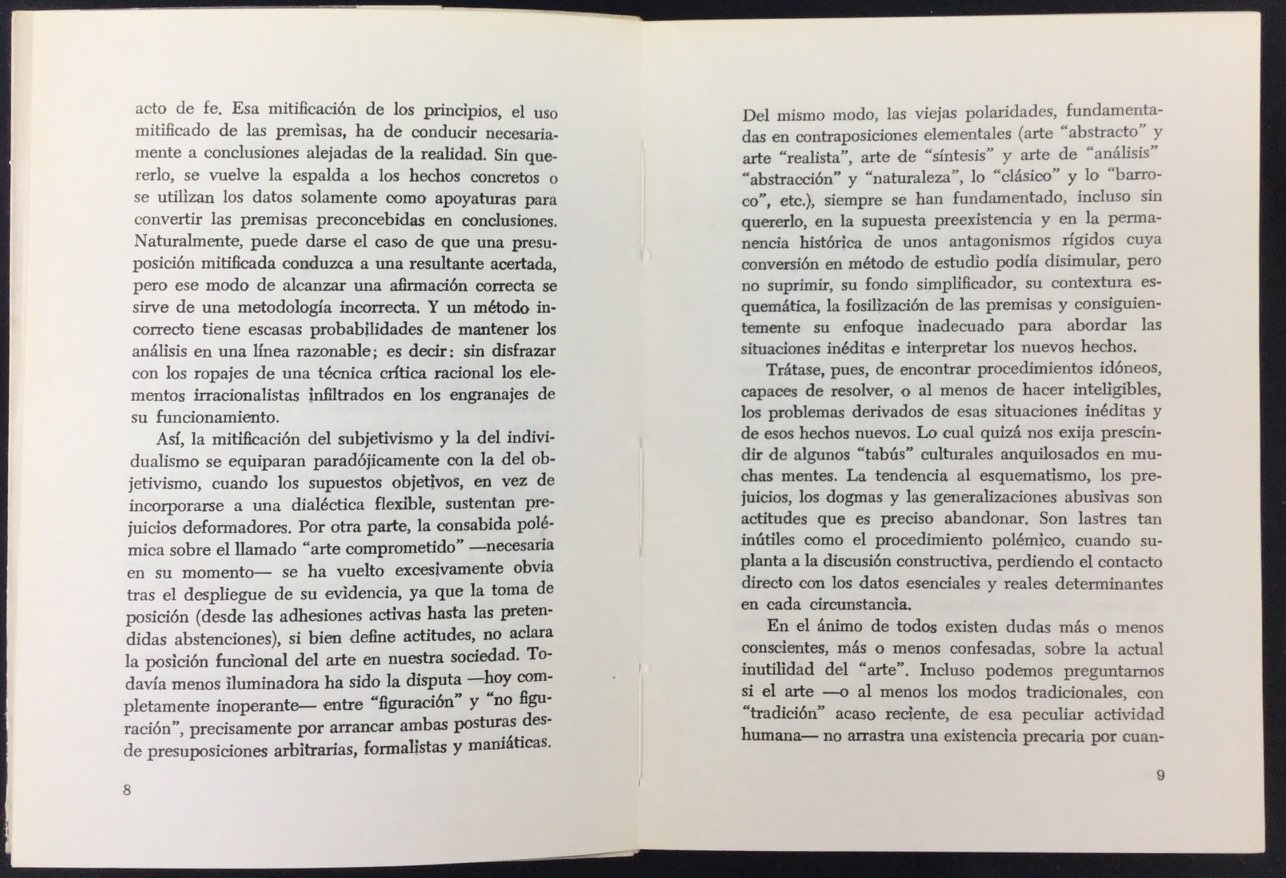 acto de fe. Esa mitificación de los principios, el uso
mitificado de las premisas, ha de conducir necesaria-
mente a conclusiones alejadas de la realidad. Sin que-
rerlo, se vuelve la espalda a los hechos concretos o
se utilizan los datos solamente como apoyaturas para
convertir las premisas preconcebidas en conclusiones.
Naturalmente, puede darse el caso de que una presu-
posición mitificada conduzca a una resultante acertada,
pero ese modo de alcanzar una afirmación correcta se
sirve de una metodología incorrecta. Y un método in-
correcto tiene escasas probabilidades de mantener los
análisis en una línea razonable; es decir: sin disfrazar
con los ropajes de una técnica crítica racional los ele-
mentos irracionalistas infiltrados en los engranajes de
su funcionamiento.
Así, la mitificación del subjetivismo y la del indivi-
dualismo se equiparan paradójicamente con la del ob-
jetivismo, cuando los supuestos objetivos, en vez de
incorporarse a una dialéctica flexible, sustentan pre-
juicios deformadores. Por otra parte, la consabida polé-
mica sobre el llamado “arte comprometido” —necesaria
en su momento— se ha vuelto excesivamente obvia
tras el despliegue de su evidencia, ya que la toma de
posición (desde las adhesiones activas hasta las preten-
didas abstenciones), si bien define actitudes, no aclara
la posición funcional del arte en nuestra sociedad. To-
davía menos iluminadora ha sido la disputa —hoy com-
pletamente inoperante— entre “figuración” y “no figu-
ración”, precisamente por arrancar ambas posturas des-
de presuposiciones arbitrarias, formalistas y maniáticas.
8
Del mismo modo, las viejas polaridades, fundamenta-
das en contraposiciones elementales (arte “abstracto” y
arte “realista”, arte de “síntesis” y arte de “análisis”
“abstracción” y “naturaleza”, lo “clásico” y lo “barro-
co”, etc.), siempre se han fundamentado, incluso sin
quererlo, en la supuesta preexistencia y en la perma-
nencia histórica de unos antagonismos rígidos cuya
conversión en método de estudio podía disimular, pero
no suprimir, su fondo simplificador, su contextura es-
quemática, la fosilización de las premisas y consiguien-
temente su enfoque inadecuado para abordar las
situaciones inéditas e interpretar los nuevos hechos.
Trátase, pues, de encontrar procedimientos idóneos,
capaces de resolver, o al menos de hacer inteligibles,
los problemas derivados de esas situaciones inéditas y
de esos hechos nuevos. Lo cual quizá nos exija prescin-
dir de algunos “tabús” culturales anquilosados en mu-
chas mentes. La tendencia al esquematismo, los pre-
juicios, los dogmas y las generalizaciones abusivas son
actitudes que es preciso abandonar. Son lastres tan
inútiles como el procedimiento polémico, cuando su-
planta a la discusión constructiva, perdiendo el contacto
directo con los datos esenciales y reales determinantes
en cada circunstancia.
En el ánimo de todos existen dudas más o menos
conscientes, más o menos confesadas, sobre la actual
inutilidad del “arte”. Incluso podemos preguntarnos
si el arte —o al menos los modos tradicionales, con
“tradición” acaso reciente, de esa peculiar actividad
humana— no arrastra una existencia precaria por cuan-
9